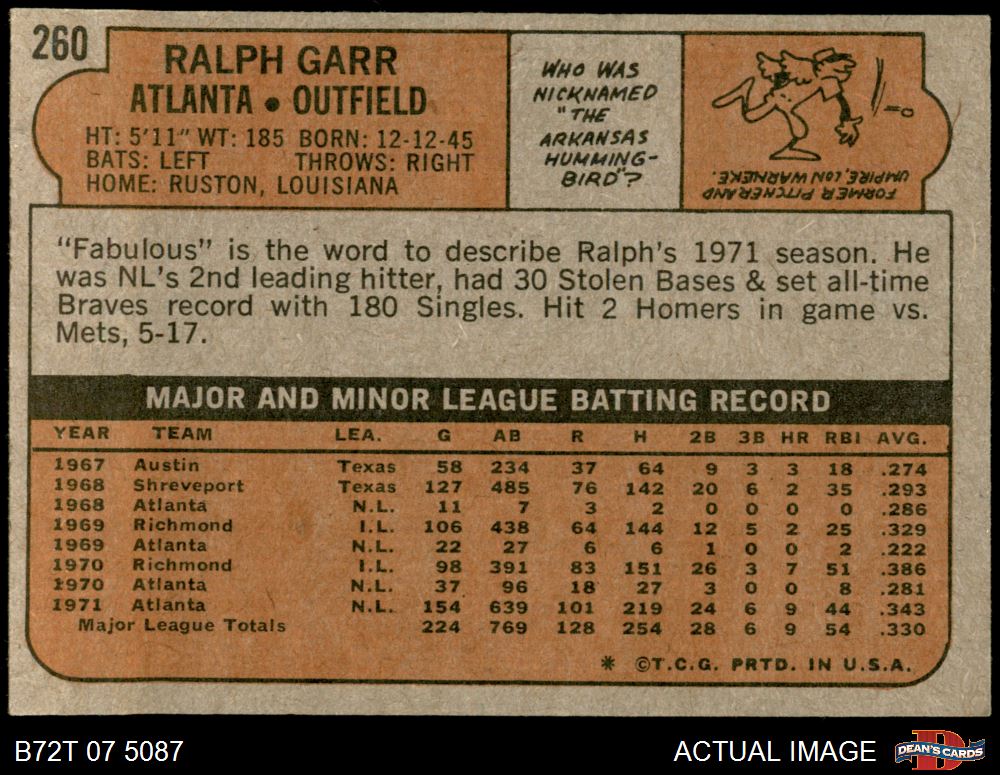 260
RALPH GARR
ATLANTA • OUTFIELD
HT: 5'11" WT: 185 BORN: 12-12-45
BATS: LEFT THROWS: RIGHT
HOME: RUSTON, LOUISIANA
WHO WAS
NICKNAMED
"THE
ARKANSAS
HUMMING-
BIRD"?
FORMER PITCHER AND
UMPIRE, LON WARNEKE.
"Fabulous" is the word to describe Ralph's 1971 season. He
was NL's 2nd leading hitter, had 30 Stolen Bases & set all-time
Braves record with 180 Singles. Hit 2 Homers in game vs.
Mets, 5-17.
MAJOR AND MINOR LEAGUE BATTING RECORD
YEAR TEAM LEA. G AB R H 2B 3B HR RBI AVG.
1967 Austin Texas 58 234 37 64 9 3 3 18 .274
1968 Shreveport Texas 127 485 76 142 20 6 2 35 .293
1968 Atlanta N.L. 11 7 3 2 0 0 0 0 .286
1969 Richmond I.L. 106 438 64 144 12 5 2 25 .329
1969 Atlanta N.L. 22 27 6 6 1 0 0 2 .222
1970 Richmond I.L. 98 391 83 151 26 3 7 51 .386
1970 Atlanta N.L. 37 96 18 27 3 0 0 8 .281
1971 Atlanta N.L. 154 639 101 219 24 6 9 44 .343
Major League Totals 224 769 128 254 28 6 9 54 .330
* ©T.C.G. PRTD. IN U.S.A.
B72T 07 5087
ACTUAL IMAGE
D
DEAN'S CARDS